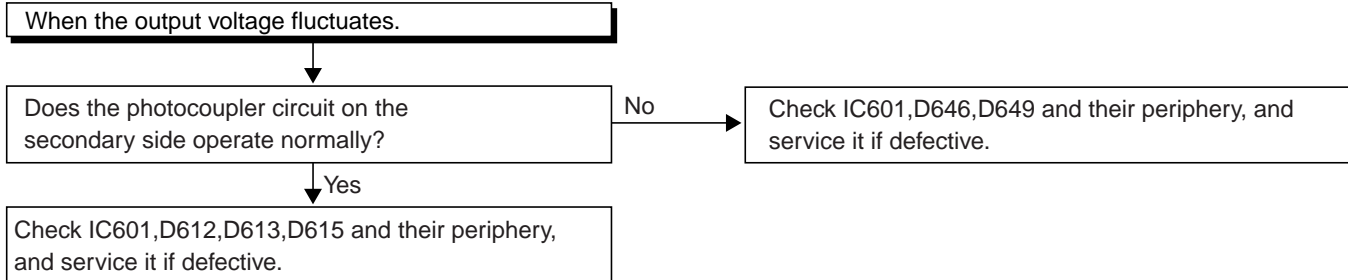 When the output voltage fluctuates.
Does the photocoupler circuit on the
secondary side operate normally?
No
Check IC601,D646,D649 and their periphery, and
service it if defective.
Yes
Check IC601,D612,D613,D615 and their periphery,
and service it if defective.